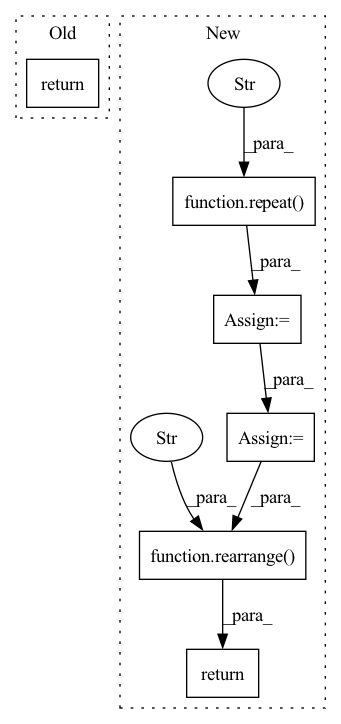 Old
New
return
Str
_para_
function.repeat()
_para_
Assign:=
_para_
Str
Assign:=
_para_
_para_
function.rearrange()
_para_
return